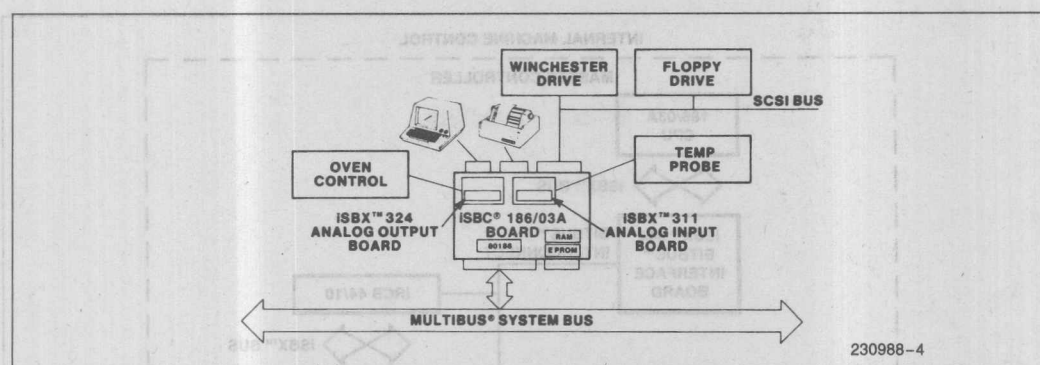 WINCHESTER
DRIVE
FLOPPY
DRIVE
SCSI BUS
OVEN
CONTROL
TEMP
PROBE
iSBX™ 324
ANALOG OUTPUT
BOARD
iSBC® 186/03A
BOARD
iSBX™ 311
ANALOG INPUT
BOARD
80186
RAM
EPROM
MULTIBUS® SYSTEM BUS
230988-4